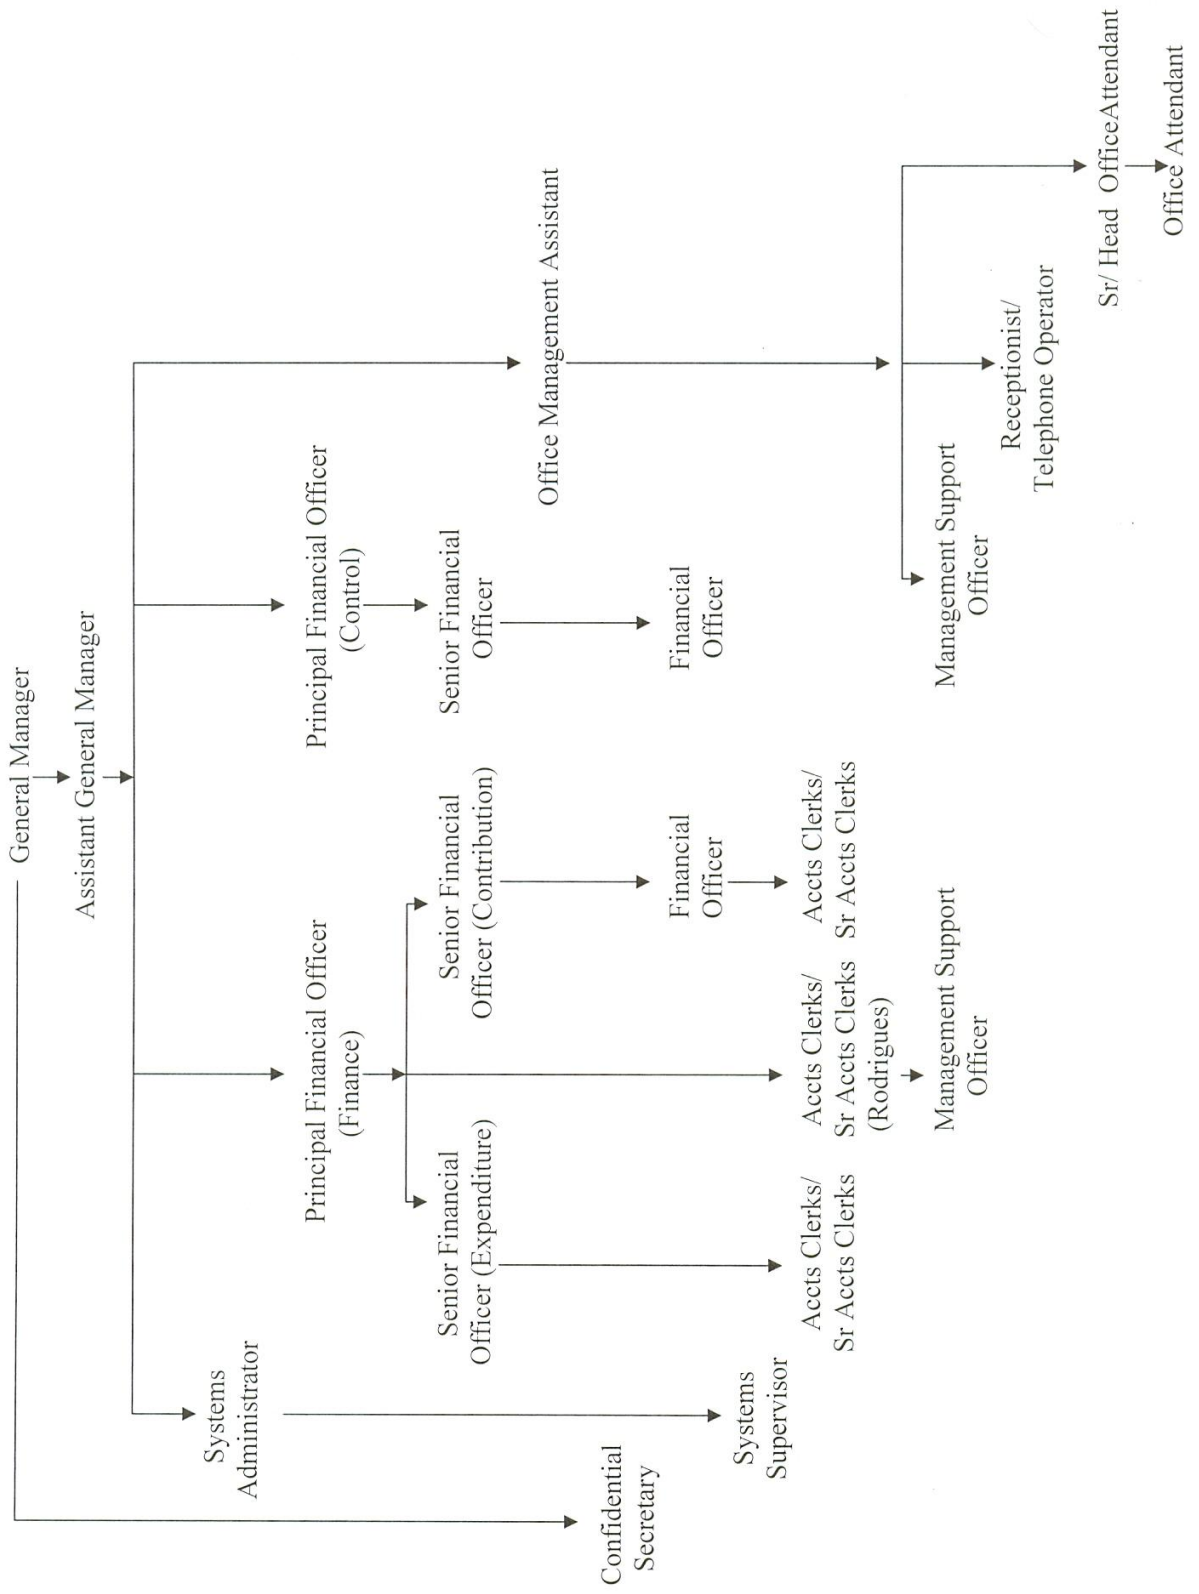 General Manager
Assistant General Manager
Systems
Administrator
Principal Financial Officer
(Finance)
Principal Financial Officer
(Control)
Senior Financial
Officer (Expenditure)
Senior Financial
Officer (Contribution)
Senior Financial
Officer
Office Management Assistant
Confidential
Secretary
Financial
Officer
Financial
Officer
Systems
Supervisor
Accts Clerks/
Sr Accts Clerks
Accts Clerks/
Sr Accts Clerks
(Rodrigues)
Accts Clerks/
Sr Accts Clerks
Management Support
Officer
Management Support
Officer
Receptionist/
Telephone Operator
Sr/ Head OfficeAttendant
Office Attendant